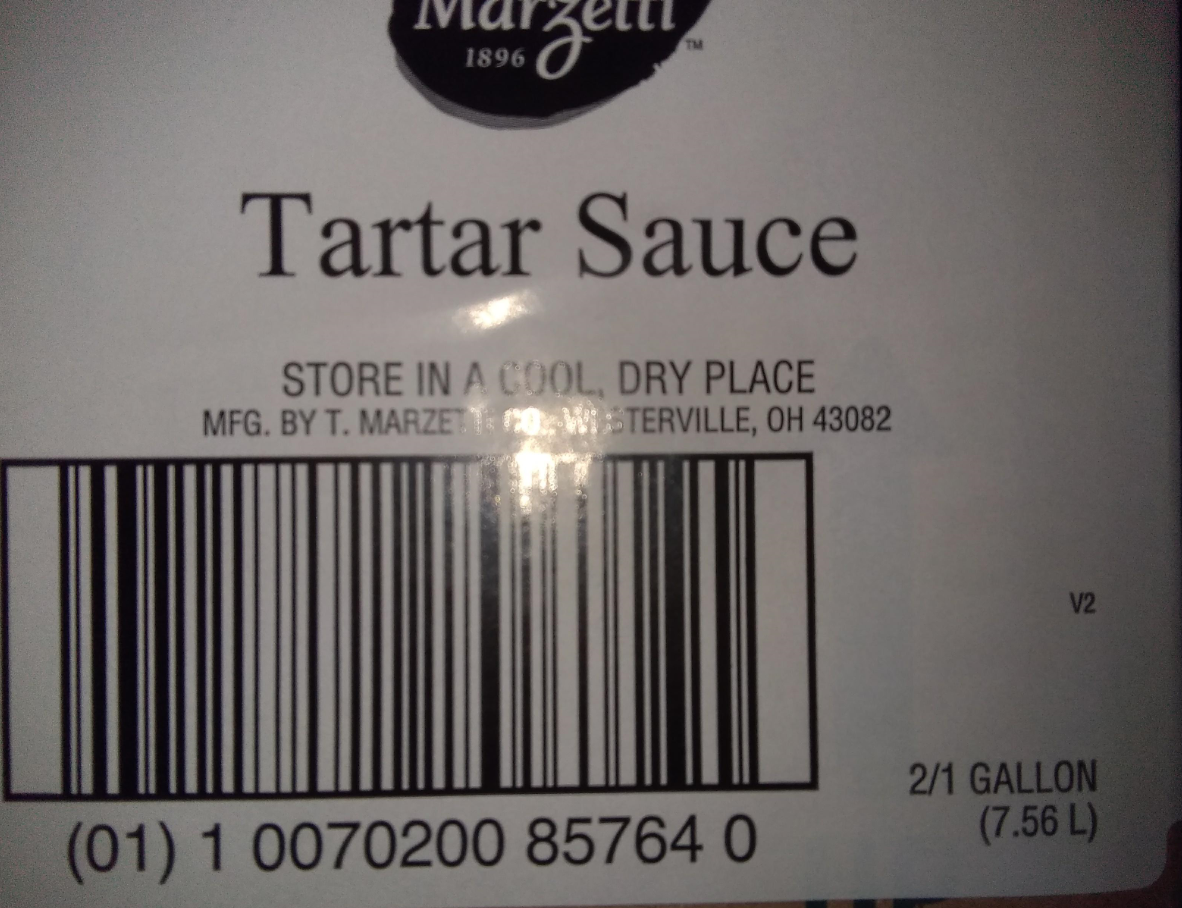 Marzetti
1896
TM
Tartar Sauce
STORE IN A COOL, DRY PLACE
MFG. BY T. MARZETTI CO., WESTERVILLE, OH 43082
V2
2/1 GALLON
(7.56 L)
(01) 1 0070200 85764 0